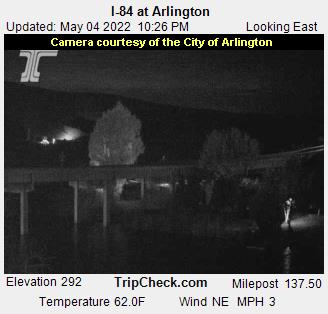 I-84 at Arlington
Updated: May 04 2022 10:26 PM Looking East
Camera courtesy of the City of Arlington
Elevation 292 TripCheck.com Milepost 137.50
Temperature 62.0F Wind NE MPH 3